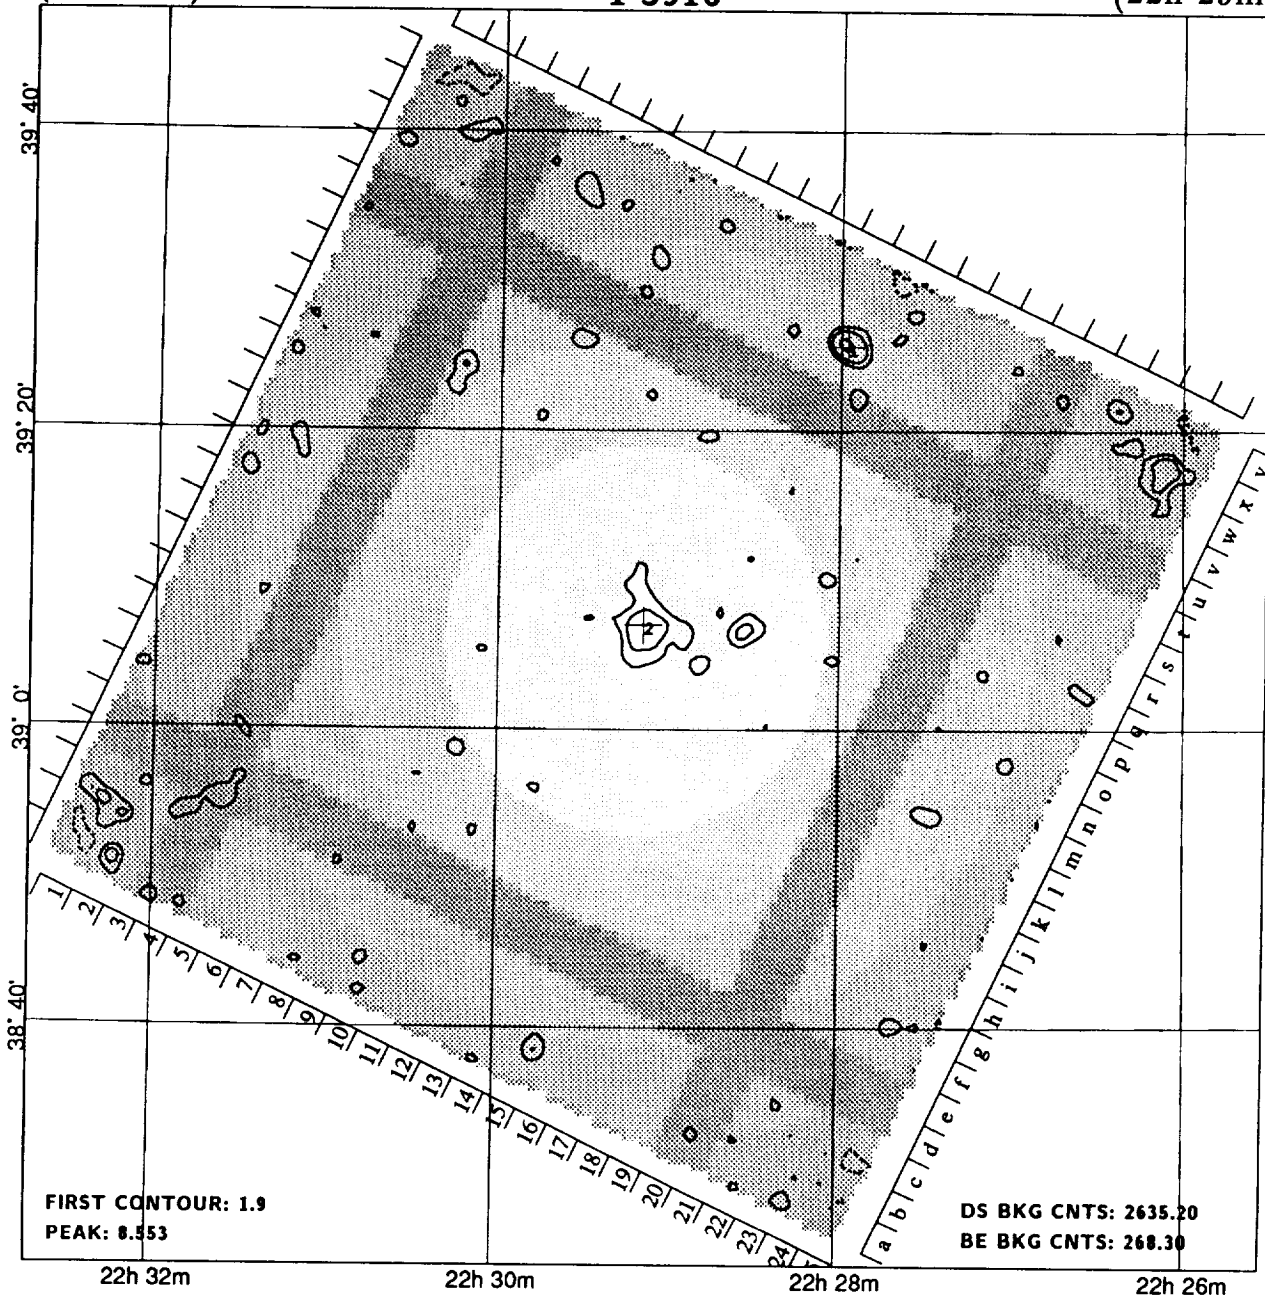 39° 40'
39° 20'
39° 0'
38° 40'
2
1 2 3 4 5 6 7 8 9 10 11 12 13 14 15 16 17 18 19 20 21 22 23 24
a b c d e f g h i j k l m n o p q r s t u v w x y
FIRST CONTOUR: 1.9
PEAK: 8.553
DS BKG CNTS: 2635.20
BE BKG CNTS: 268.30
22h 32m
22h 30m
22h 28m
22h 26m